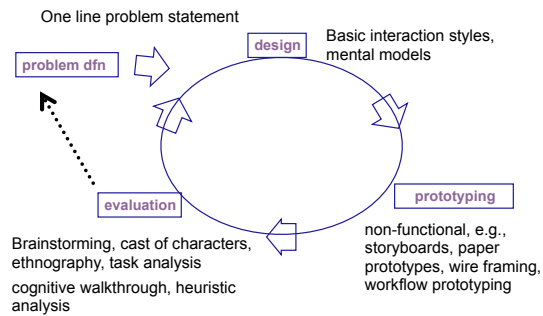 One line problem statement
design
Basic interaction styles,
mental models
problem dfn
evaluation
prototyping
Brainstorming, cast of characters,
ethnography, task analysis
cognitive walkthrough, heuristic
analysis
non-functional, e.g.,
storyboards, paper
prototypes, wire framing,
workflow prototyping